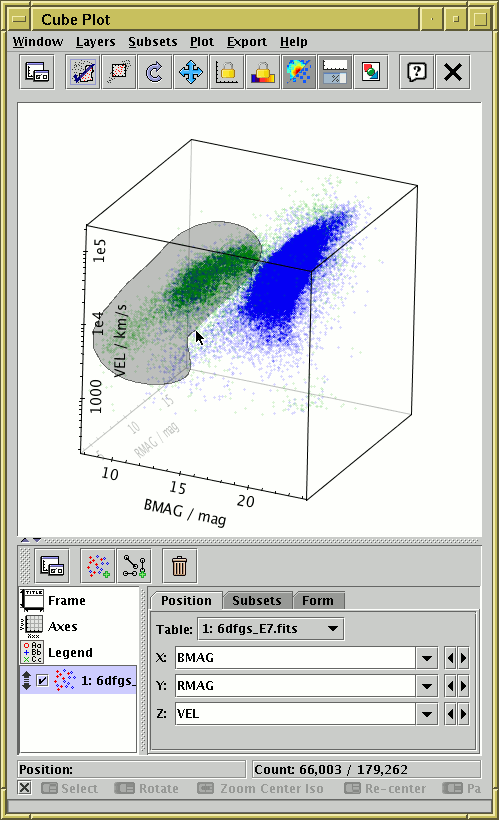 Cube Plot
Window Layers Subsets Plot Export Help
1e5
1e4
1000
VEL / km/s
10
15
RMAG / mag
10
15
20
BMAG / mag
Position Subsets Form
Frame
Axes
Legend
1: 6dfgs_
Table: 1: 6dfgs_E7.fits
X: BMAG
Y: RMAG
Z: VEL
Position:
Count: 66,003 / 179,262
Select Rotate Zoom Center Iso Re-center Pa